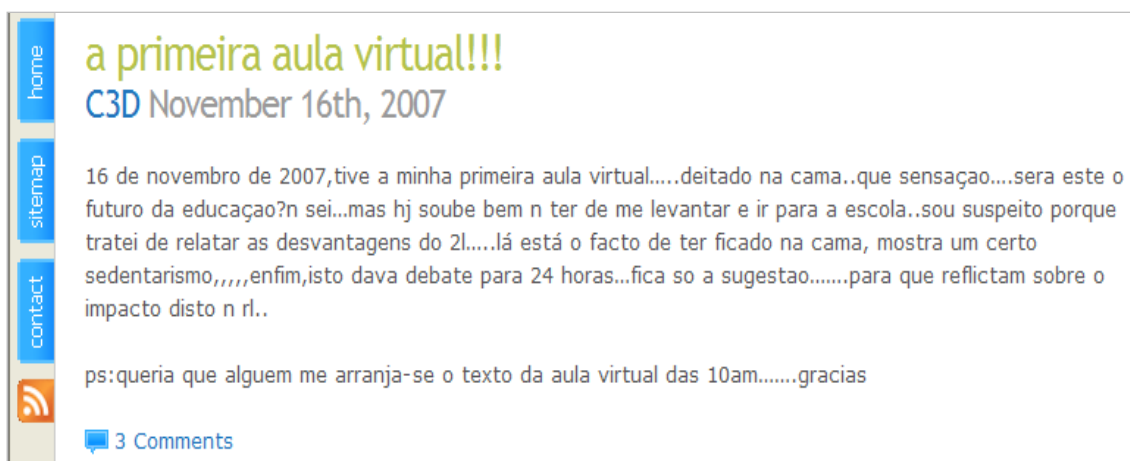 home
sitemap
contact
a primeira aula virtual!!!
C3D November 16th, 2007
16 de novembro de 2007,tive a minha primeira aula virtual.....deitado na cama..que sensaçao....sera este o
futuro da educaçao?n sei...mas hj soube bem n ter de me levantar e ir para a escola..sou suspeito porque
tratei de relatar as desvantagens do 2l.....lá está o facto de ter ficado na cama, mostra um certo
sedentarismo,,,,,enfim,isto dava debate para 24 horas...fica so a sugestao.......para que reflictam sobre o
impacto disto n rl..
ps:queria que alguem me arranja-se o texto da aula virtual das 10am.......gracias
3 Comments